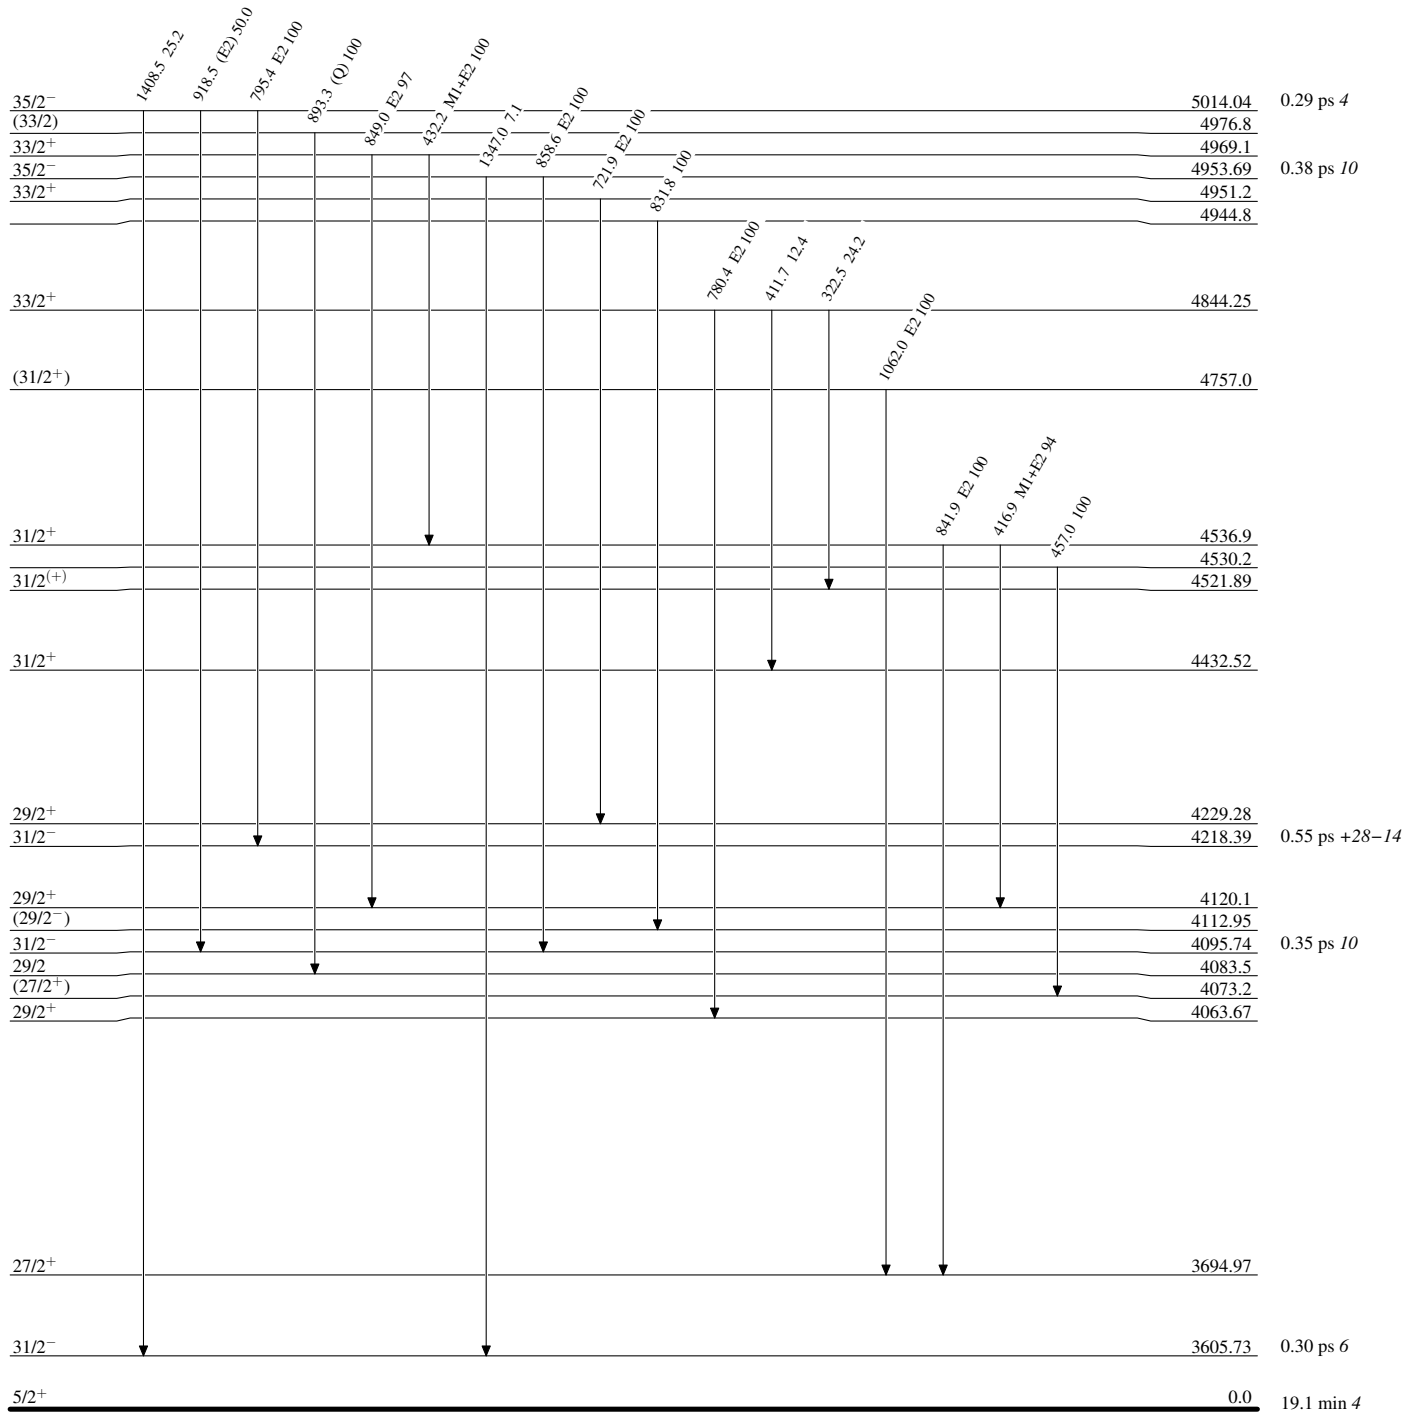 1408.5 25.2
918.5 (E2) 50.0
795.4 E2 100
893.3 (Q) 100
849.0 E2 97
432.2 M1+E2 100
1347.0 7.1
858.6 E2 100
721.9 E2 100
831.8 100
780.4 E2 100
411.7 12.4
322.5 24.2
1062.0 E2 100
841.9 E2 100
416.9 M1+E2 94
457.0 100
35/2⁻ 5014.04 0.29 ps 4
(33/2) 4976.8
33/2⁺ 4969.1
35/2⁻ 4953.69 0.38 ps 10
33/2⁺ 4951.2
4944.8
33/2⁺ 4844.25
(31/2⁺) 4757.0
31/2⁺ 4536.9
4530.2
31/2⁽⁺⁾ 4521.89
31/2⁺ 4432.52
29/2⁺ 4229.28
31/2⁻ 4218.39 0.55 ps +28−14
29/2⁺ 4120.1
(29/2⁻) 4112.95
31/2⁻ 4095.74 0.35 ps 10
29/2 4083.5
(27/2⁺) 4073.2
29/2⁺ 4063.67
27/2⁺ 3694.97
31/2⁻ 3605.73 0.30 ps 6
5/2⁺ 0.0 19.1 min 4